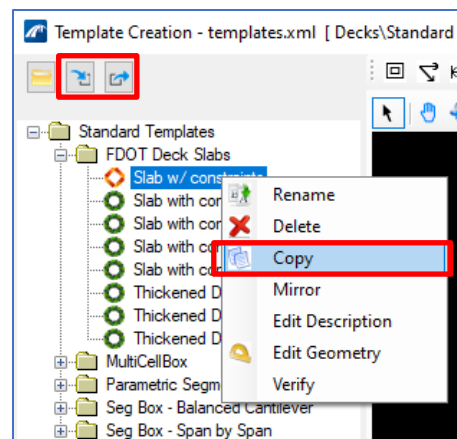 Template Creation - templates.xml [ Decks\Standard
Standard Templates
FDOT Deck Slabs
Slab w/ constraints
Slab with con
Slab with con
Slab with con
Slab with con
Thickened D
Thickened D
Thickened D
MultiCellBox
Parametric Segm
Seg Box - Balanced Cantilever
Seg Box - Span by Span
Rename
Delete
Copy
Mirror
Edit Description
Edit Geometry
Verify